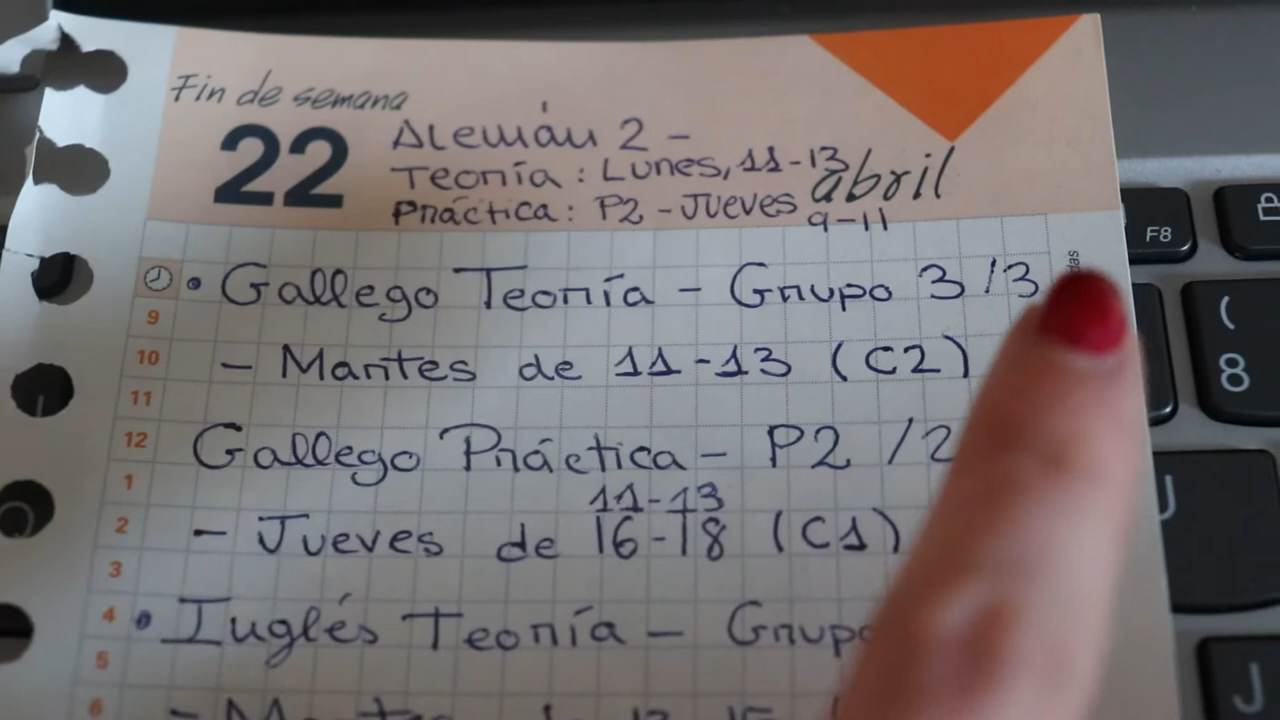 Fin de semana
22
Alemán 2 -
Teoría: Lunes, 11-13
abril
Práctica: P2 - Jueves
9-11
• Gallego Teoría - Grupo 3 /3
9
10
- Martes de 11-13 (C2)
11
12
Gallego Práctica - P2 /2
1
11-13
2
- Jueves de 16-18 (C1)
3
4
• Inglés Teoría - Grupo
5
6
F8
(
8
J